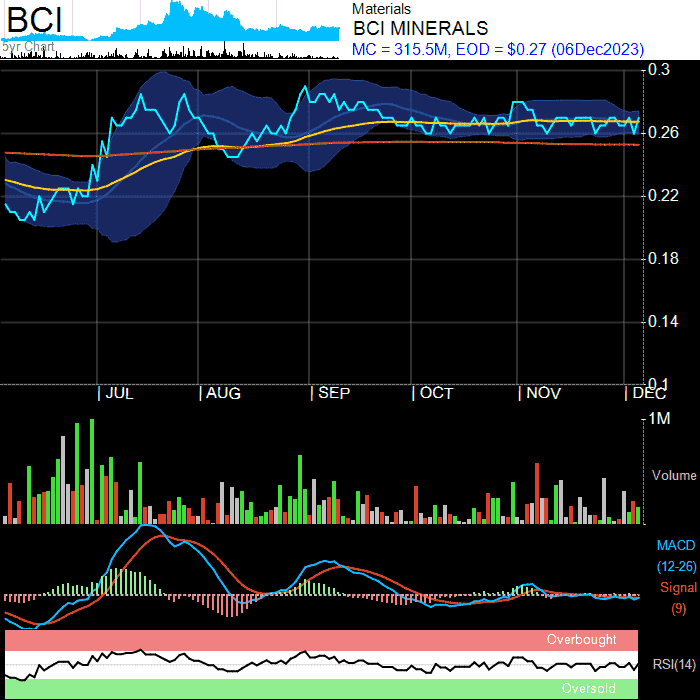 BCI
5yr Chart
Materials
BCI MINERALS
MC = 315.5M, EOD = $0.27 (06Dec2023)
0.3
0.26
0.22
0.18
0.14
0.1
| JUL | AUG | SEP | OCT | NOV | DEC
1M
Volume
MACD
(12-26)
Signal
(9)
Overbought
RSI(14)
Oversold